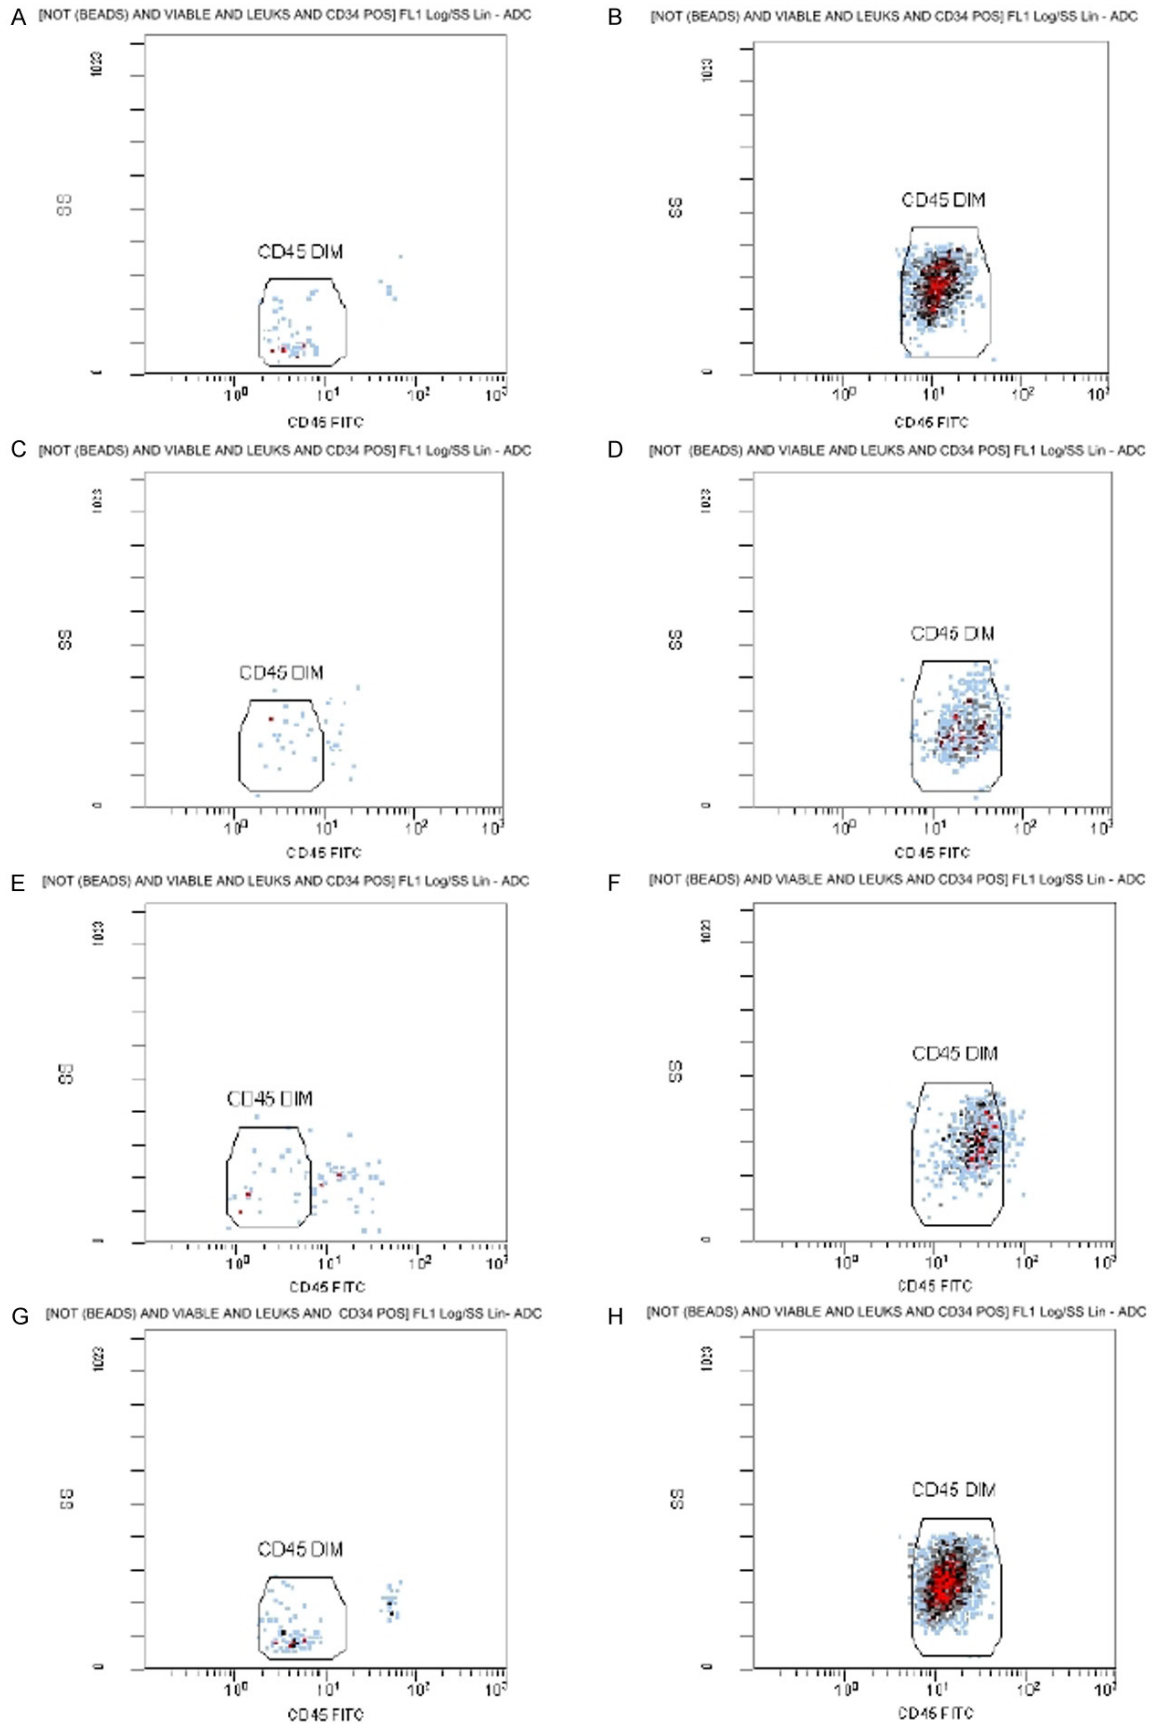 A [NOT (BEADS) AND VIABLE AND LEUKS AND CD34 POS] FL1 Log/SS Lin - ADC
1023
SS
CD45 DIM
0
10⁰ 10¹ 10² 10³
CD45 FITC
B [NOT (BEADS) AND VIABLE AND LEUKS AND CD34 POS] FL1 Log/SS Lin - ADC
1023
SS
CD45 DIM
0
10⁰ 10¹ 10² 10³
CD45 FITC
C [NOT (BEADS) AND VIABLE AND LEUKS AND CD34 POS] FL1 Log/SS Lin - ADC
1023
SS
CD45 DIM
0
10⁰ 10¹ 10² 10³
CD45 FITC
D [NOT (BEADS) AND VIABLE AND LEUKS AND CD34 POS] FL1 Log/SS Lin - ADC
1023
SS
CD45 DIM
0
10⁰ 10¹ 10² 10³
CD45 FITC
E [NOT (BEADS) AND VIABLE AND LEUKS AND CD34 POS] FL1 Log/SS Lin - ADC
1023
SS
CD45 DIM
0
10⁰ 10¹ 10² 10³
CD45 FITC
F [NOT (BEADS) AND VIABLE AND LEUKS AND CD34 POS] FL1 Log/SS Lin - ADC
1023
SS
CD45 DIM
0
10⁰ 10¹ 10² 10³
CD45 FITC
G [NOT (BEADS) AND VIABLE AND LEUKS AND CD34 POS] FL1 Log/SS Lin- ADC
1023
SS
CD45 DIM
0
10⁰ 10¹ 10² 10³
CD45 FITC
H [NOT (BEADS) AND VIABLE AND LEUKS AND CD34 POS] FL1 Log/SS Lin - ADC
1023
SS
CD45 DIM
0
10⁰ 10¹ 10² 10³
CD45 FITC